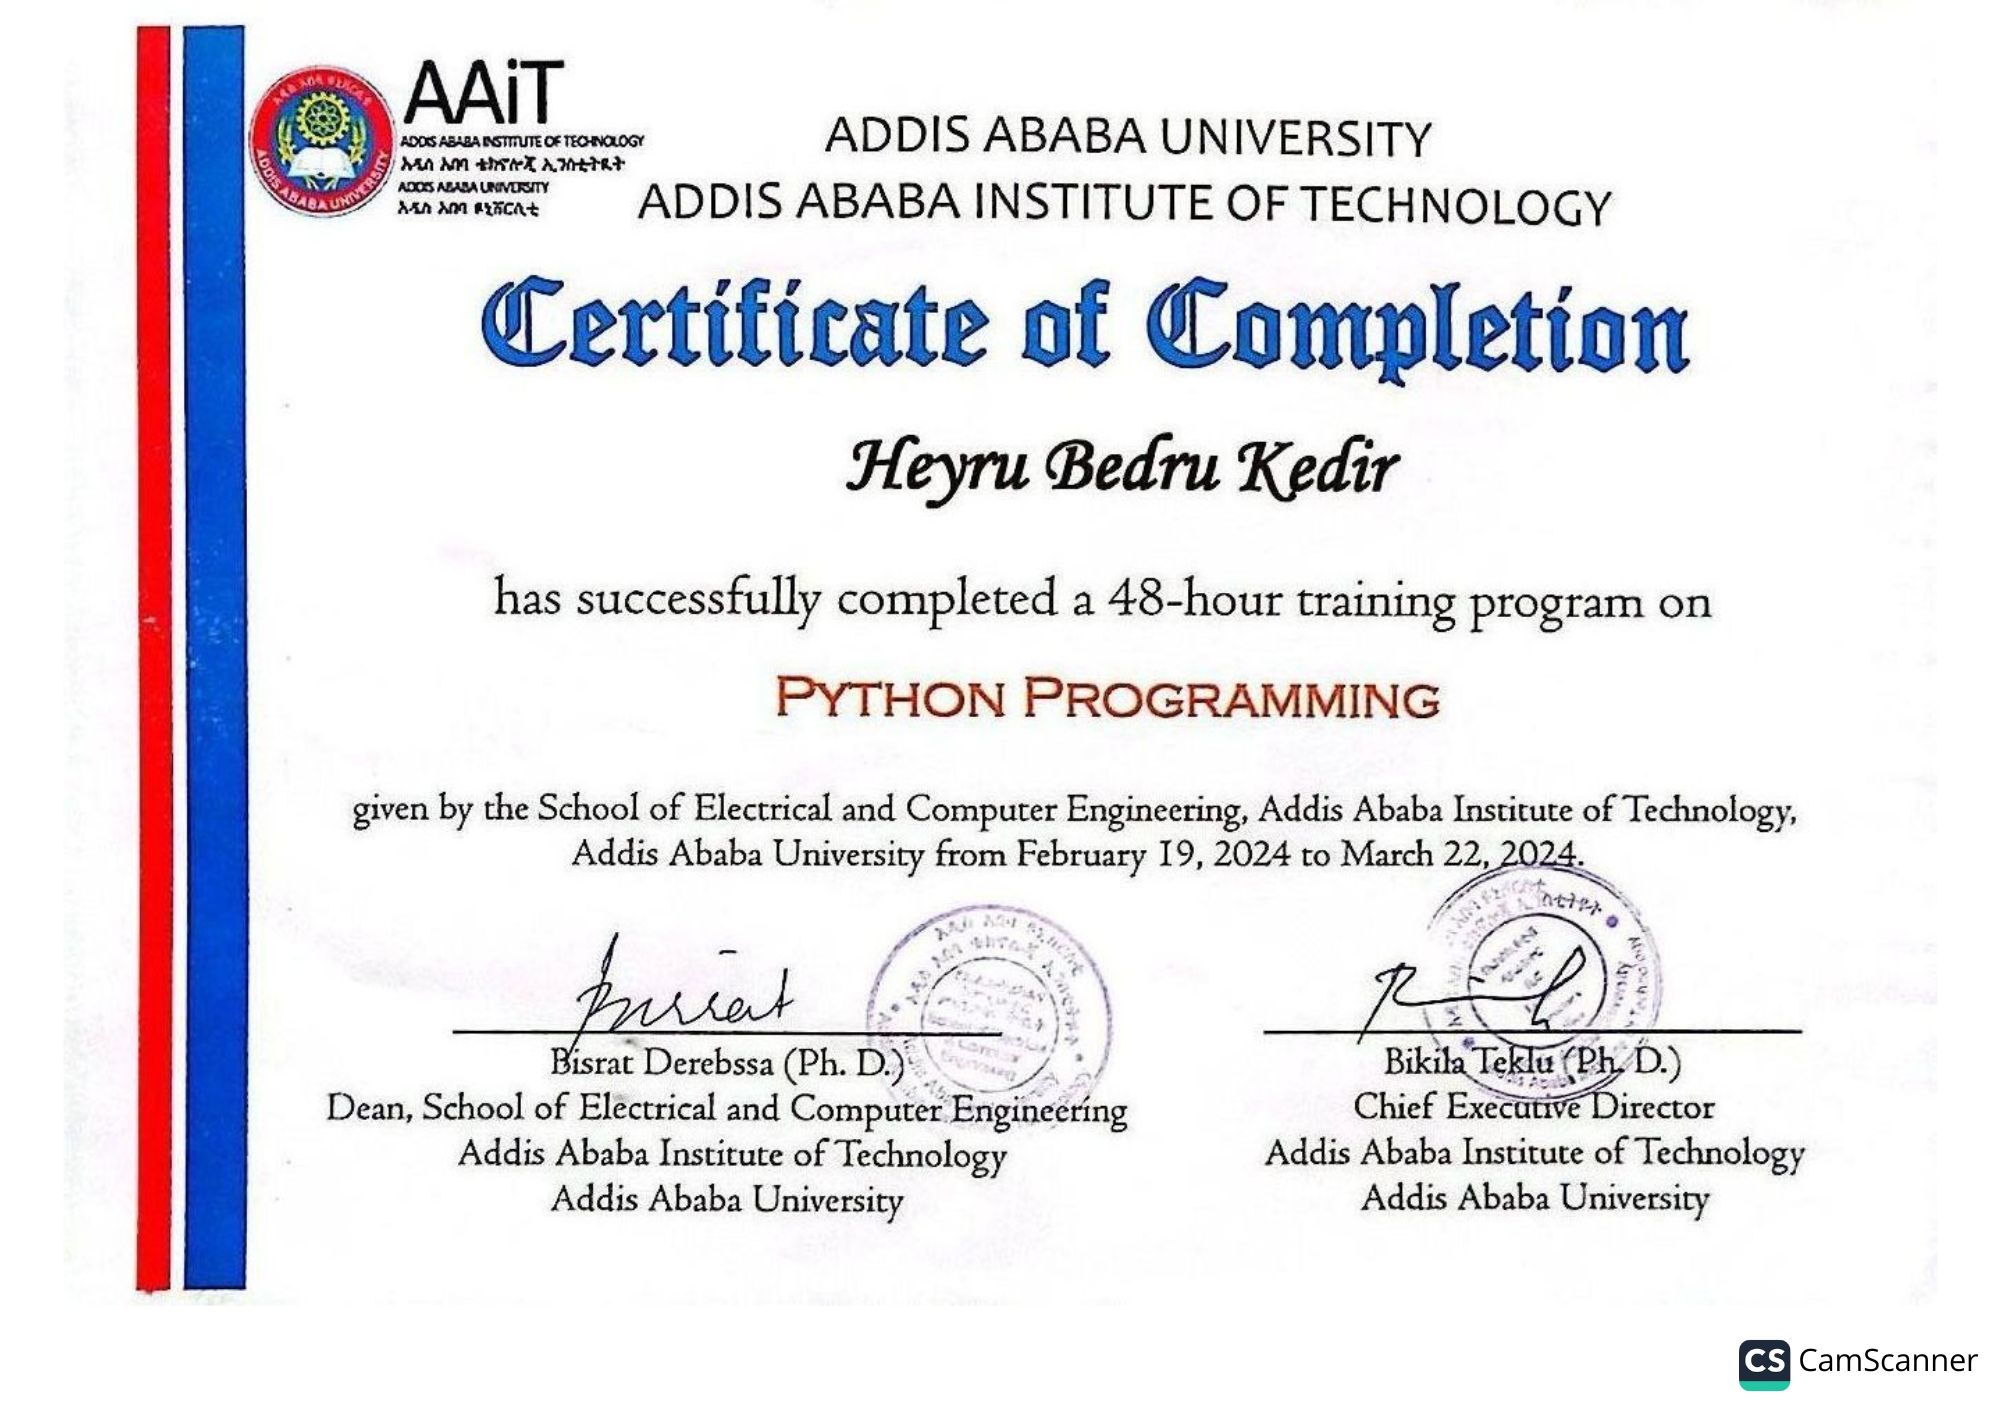 AAiT
ADDIS ABABA INSTITUTE OF TECHNOLOGY
አዲስ አበባ ቴክኖሎጂ ኢንስቲትዩት
ADDIS ABABA UNIVERSITY
አዲስ አበባ ዩኒቨርሲቲ
ADDIS ABABA UNIVERSITY
ADDIS ABABA UNIVERSITY
ADDIS ABABA INSTITUTE OF TECHNOLOGY
Certificate of Completion
Heyru Bedru Kedir
has successfully completed a 48-hour training program on
PYTHON PROGRAMMING
given by the School of Electrical and Computer Engineering, Addis Ababa Institute of Technology,
Addis Ababa University from February 19, 2024 to March 22, 2024.
Bisrat Derebssa (Ph. D.)
Dean, School of Electrical and Computer Engineering
Addis Ababa Institute of Technology
Addis Ababa University
Bikila Teklu (Ph. D.)
Chief Executive Director
Addis Ababa Institute of Technology
Addis Ababa University
CS CamScanner